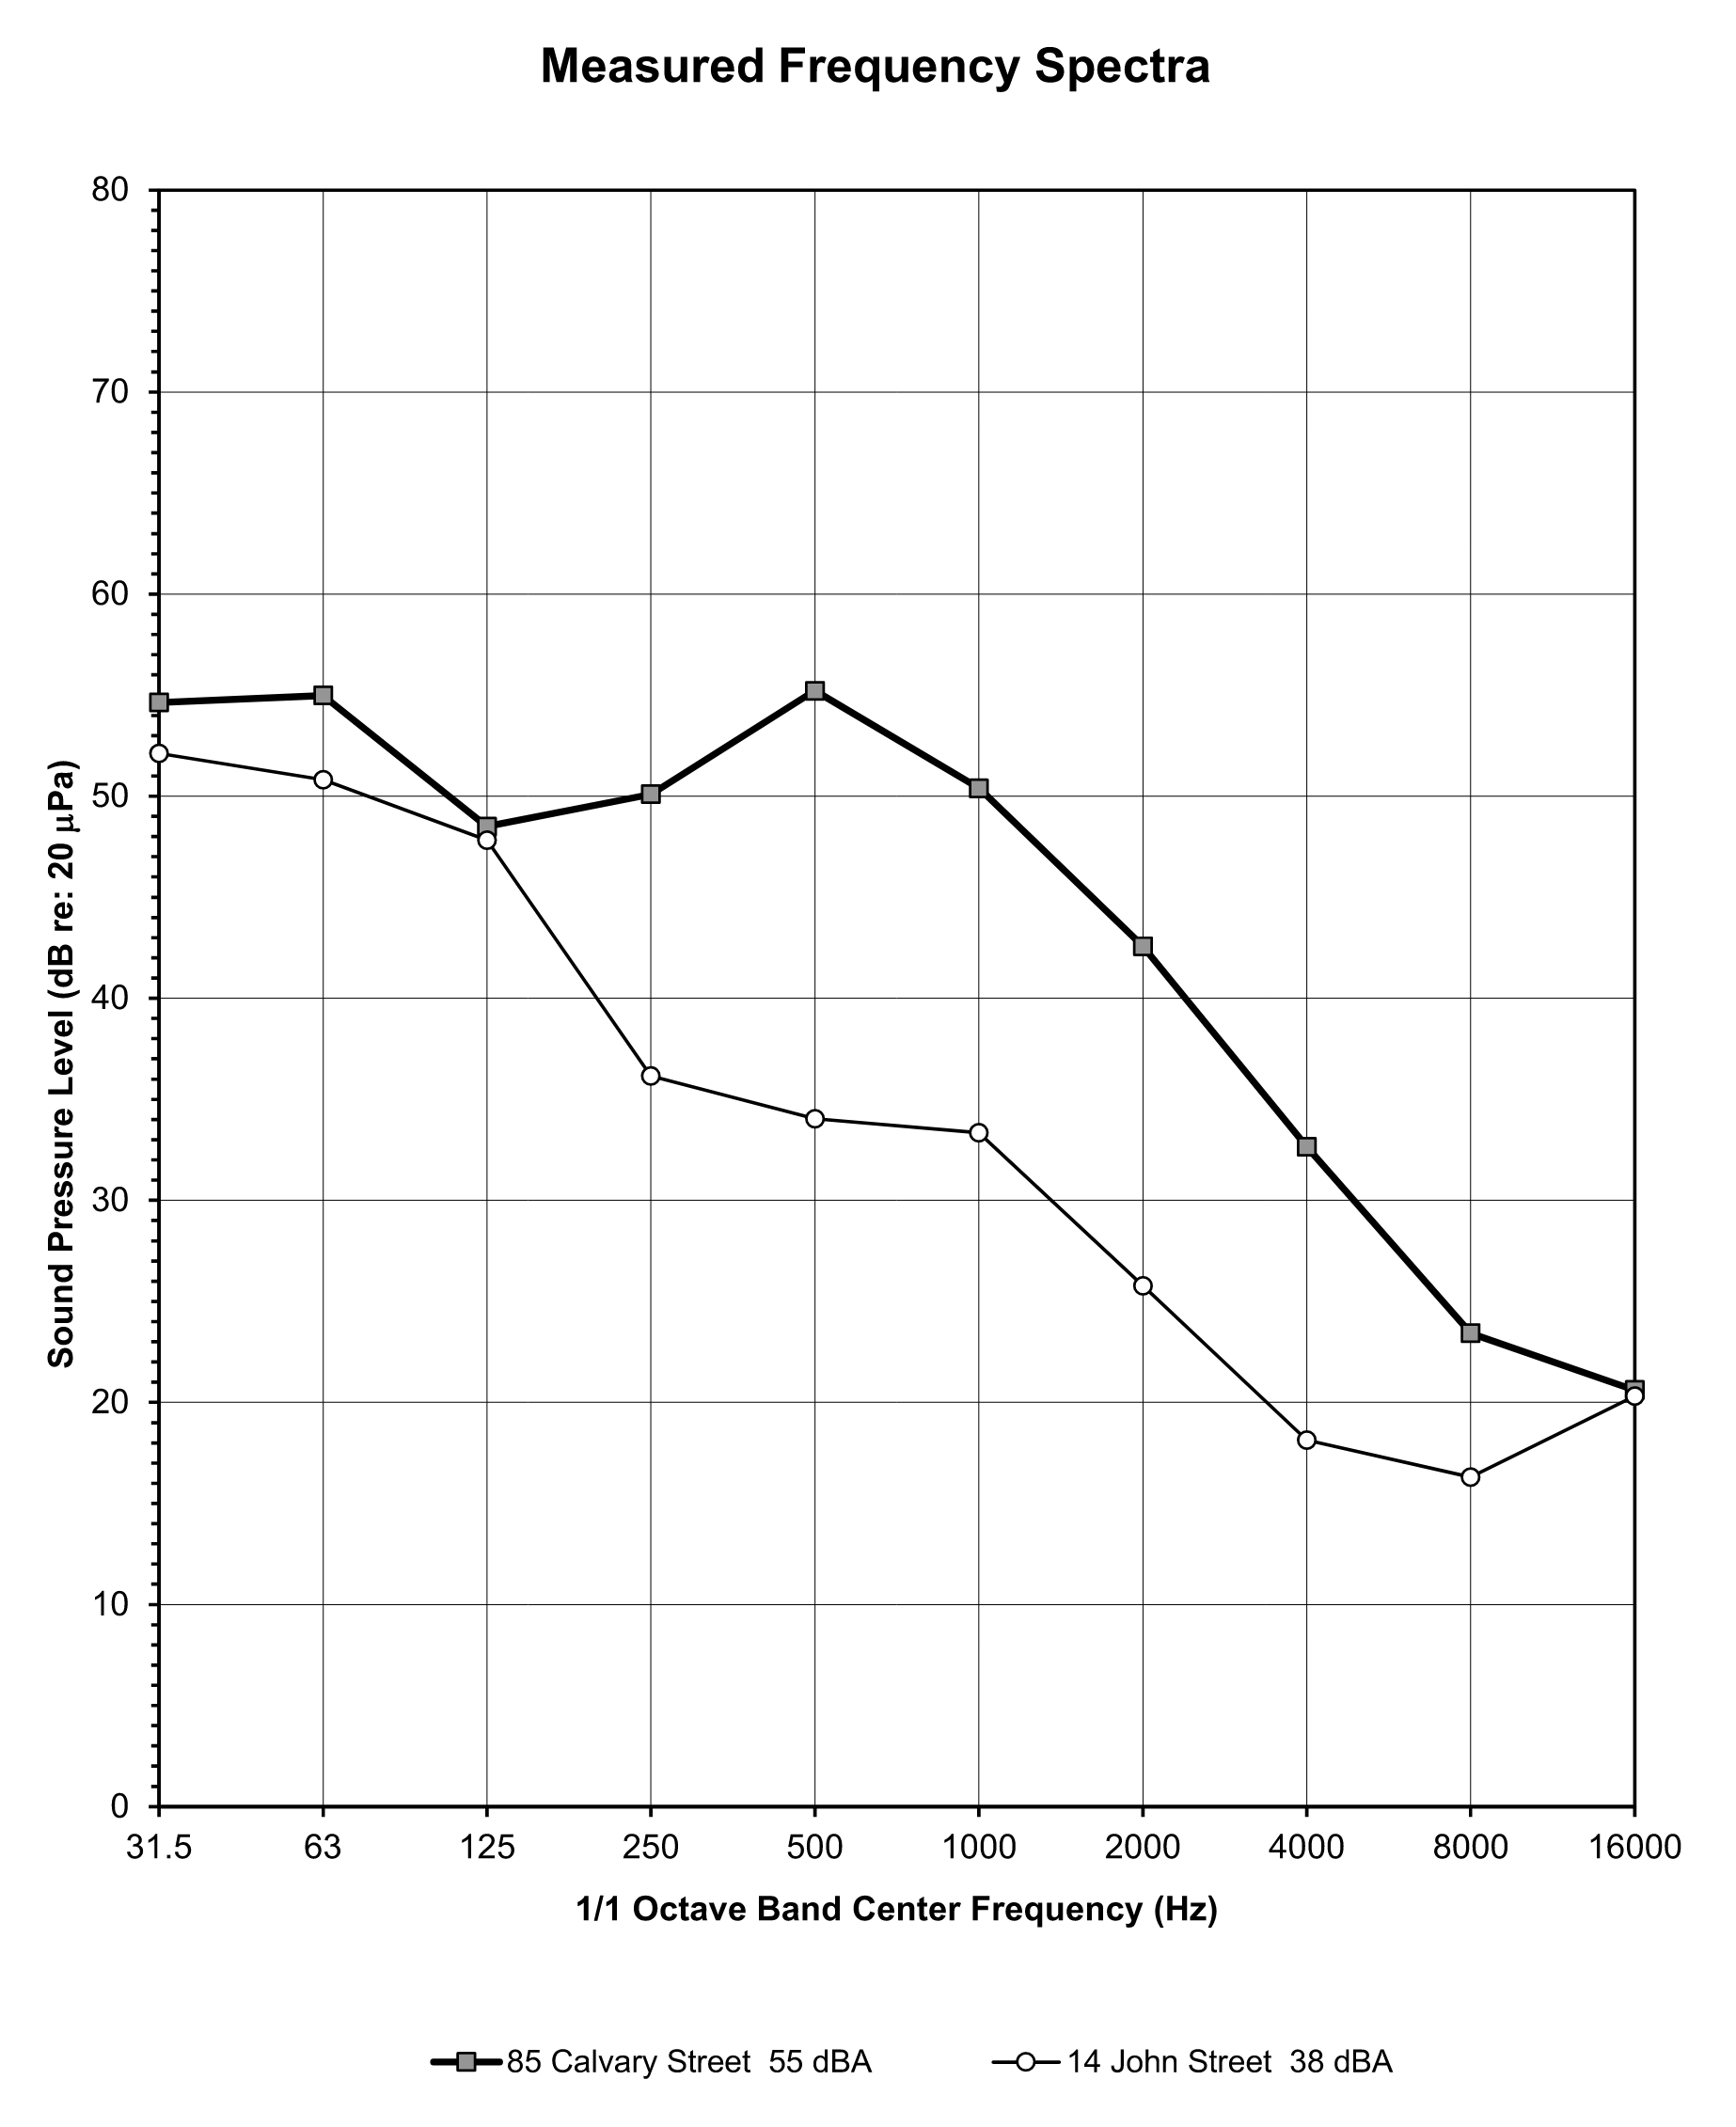 Measured Frequency Spectra
80
70
60
50
40
30
20
10
0
Sound Pressure Level (dB re: 20 µPa)
31.5 63 125 250 500 1000 2000 4000 8000 16000
1/1 Octave Band Center Frequency (Hz)
85 Calvary Street 55 dBA 14 John Street 38 dBA